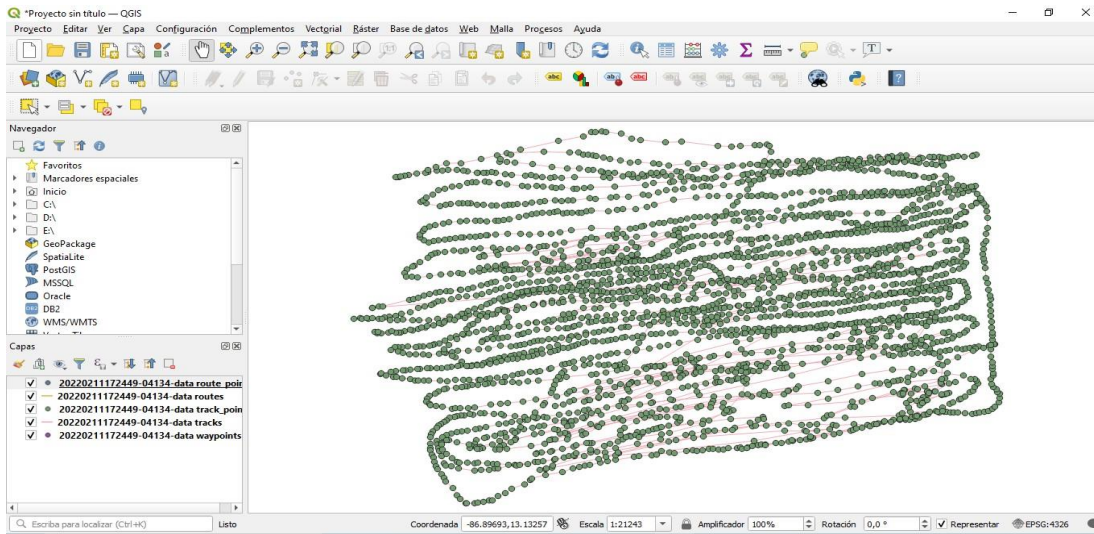 *Proyecto sin título — QGIS
Proyecto Editar Ver Capa Configuración Complementos Vectorial Ráster Base de datos Web Malla Procesos Ayuda
Navegador
Favoritos
Marcadores espaciales
Inicio
C:\
D:\
E:\
GeoPackage
SpatiaLite
PostGIS
MSSQL
Oracle
DB2
WMS/WMTS
Capas
20220211172449-04134-data route_poin
20220211172449-04134-data routes
20220211172449-04134-data track_poin
20220211172449-04134-data tracks
20220211172449-04134-data waypoints
Escriba para localizar (Ctrl+K) Listo Coordenada -86.89693,13.13257 Escala 1:21243 Amplificador 100% Rotación 0,0 ° Representar EPSG:4326